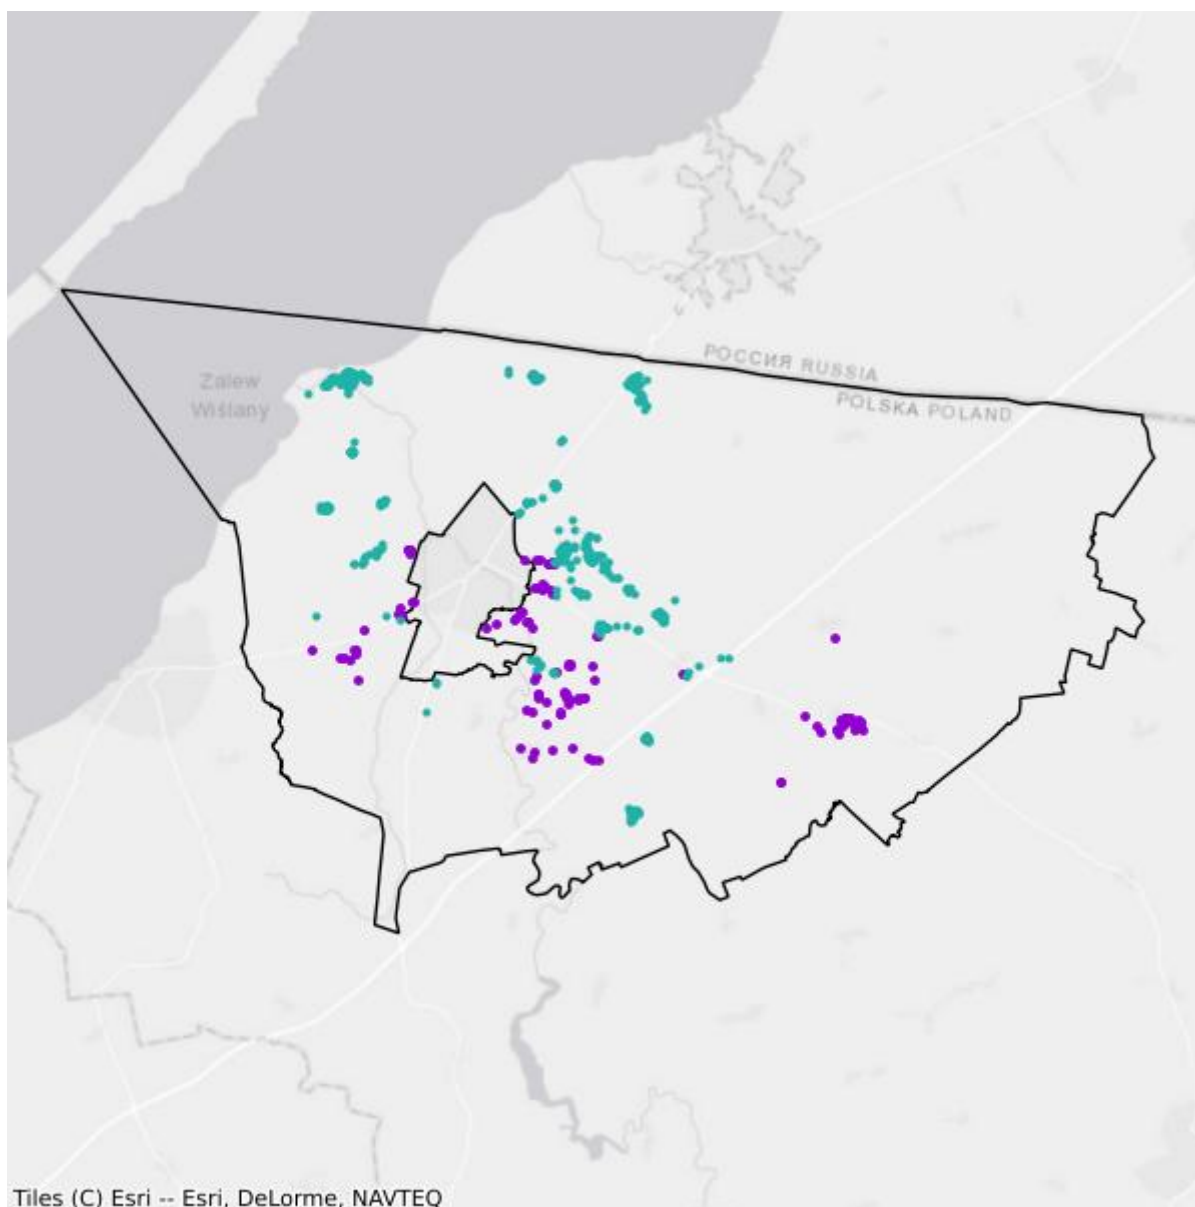 РОССИЯ RUSSIA
Zalew
Wiślany
POLSKA POLAND
Tiles (C) Esri -- Esri, DeLorme, NAVTEQ